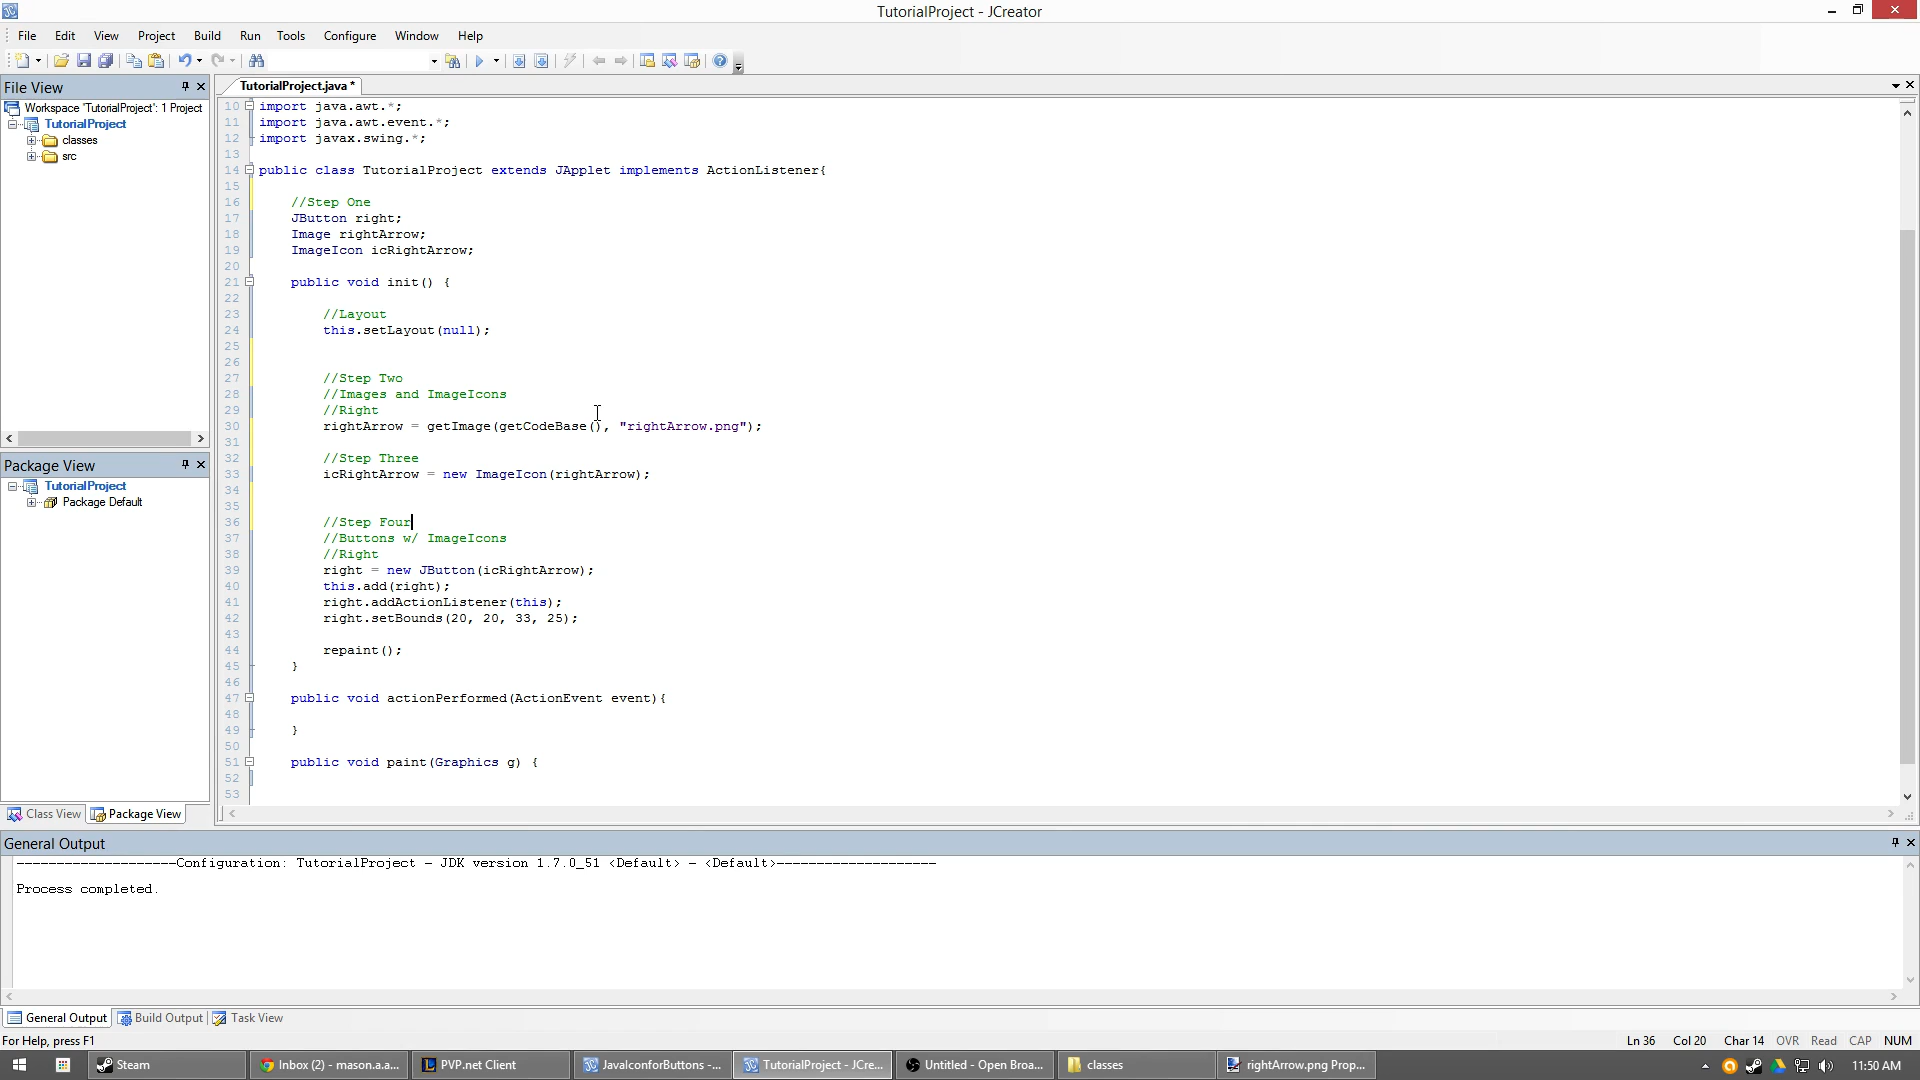 TutorialProject - JCreator
File Edit View Project Build Run Tools Configure Window Help
File View
Workspace 'TutorialProject': 1 Project
TutorialProject
classes
src
Package View
TutorialProject
Package Default
Class View Package View
TutorialProject.java *
10 import java.awt.*;
11 import java.awt.event.*;
12 import javax.swing.*;
13
14 public class TutorialProject extends JApplet implements ActionListener{
15
16 //Step One
17 JButton right;
18 Image rightArrow;
19 ImageIcon icRightArrow;
20
21 public void init() {
22
23 //Layout
24 this.setLayout(null);
25
26
27 //Step Two
28 //Images and ImageIcons
29 //Right
30 rightArrow = getImage(getCodeBase(), "rightArrow.png");
31
32 //Step Three
33 icRightArrow = new ImageIcon(rightArrow);
34
35
36 //Step Four
37 //Buttons w/ ImageIcons
38 //Right
39 right = new JButton(icRightArrow);
40 this.add(right);
41 right.addActionListener(this);
42 right.setBounds(20, 20, 33, 25);
43
44 repaint();
45 }
46
47 public void actionPerformed(ActionEvent event){
48
49 }
50
51 public void paint(Graphics g) {
52
53
General Output
--------------------Configuration: TutorialProject - JDK version 1.7.0_51 <Default> - <Default>--------------------
Process completed.
General Output Build Output Task View
For Help, press F1 Ln 36 Col 20 Char 14 OVR Read CAP NUM
Steam Inbox (2) - mason.a.a... PVP.net Client JavaIconforButtons -... TutorialProject - JCre... Untitled - Open Broa... classes rightArrow.png Prop... 11:50 AM